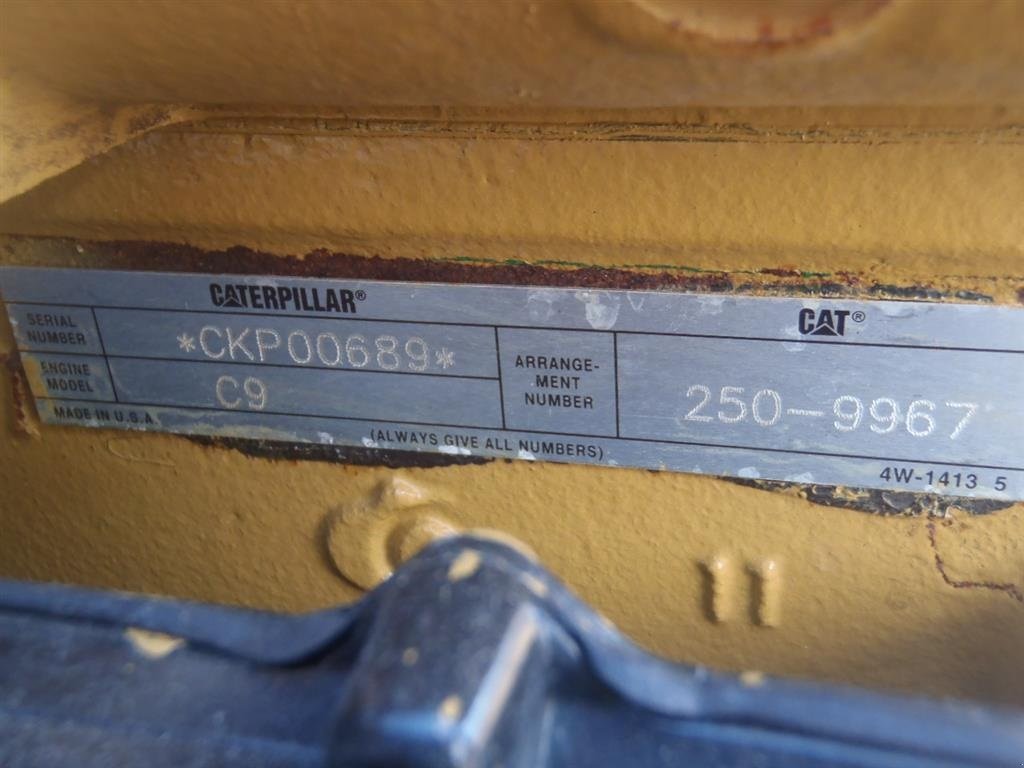 CATERPILLAR®
CAT®
SERIAL
NUMBER
*CKP00689*
ENGINE
MODEL
C9
ARRANGE-
MENT
NUMBER
250-9967
MADE IN U.S.A.
(ALWAYS GIVE ALL NUMBERS)
4W-1413 5
11